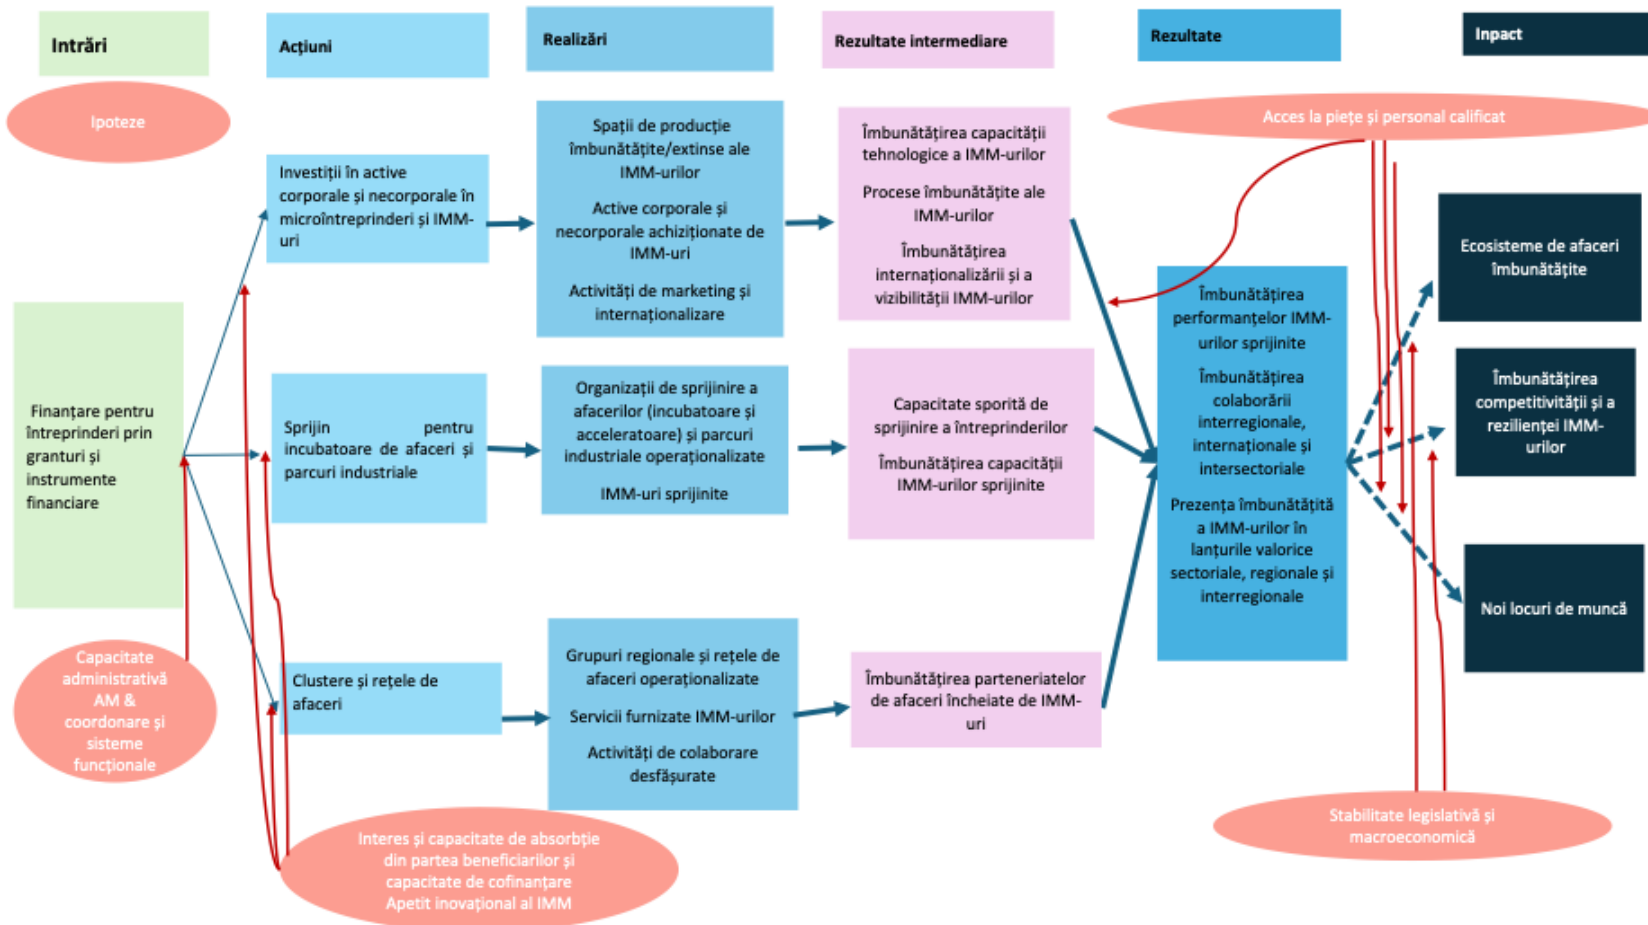 Intrări
Acțiuni
Realizări
Rezultate intermediare
Rezultate
Inpact
Ipoteze
Acces la piețe și personal calificat
Finanțare pentru
întreprinderi prin
granturi și
instrumente
financiare
Capacitate
administrativă
AM &
coordonare și
sisteme
funcționale
Investiții în active
corporale și necorporale în
microîntreprinderi și IMM-
uri
Sprijin pentru
incubatoare de afaceri și
parcuri industriale
Clustere și rețele de
afaceri
Interes și capacitate de absorbție
din partea beneficiarilor și
capacitate de cofinanțare
Apetit inovațional al IMM
Spații de producție
îmbunătățite/extinse ale
IMM-urilor
Active corporale și
necorporale achiziționate de
IMM-uri
Activități de marketing și
internaționalizare
Organizații de sprijinire a
afacerilor (incubatoare și
acceleratoare) și parcuri
industriale operaționalizate
IMM-uri sprijinite
Grupuri regionale și rețele de
afaceri operaționalizate
Servicii furnizate IMM-urilor
Activități de colaborare
desfășurate
Îmbunătățirea capacității
tehnologice a IMM-urilor
Procese îmbunătățite ale
IMM-urilor
Îmbunătățirea
internaționalizării și a
vizibilității IMM-urilor
Capacitate sporită de
sprijinire a întreprinderilor
Îmbunătățirea capacității
IMM-urilor sprijinite
Îmbunătățirea parteneriatelor
de afaceri încheiate de IMM-
uri
Îmbunătățirea
performanțelor IMM-
urilor sprijinite
Îmbunătățirea
colaborării
interregionale,
internaționale și
intersectoriale
Prezența îmbunătățită
a IMM-urilor în
lanțurile valorice
sectoriale, regionale și
interregionale
Ecosisteme de afaceri
îmbunătățite
Îmbunătățirea
competitivității și a
rezilienței IMM-
urilor
Noi locuri de muncă
Stabilitate legislativă și
macroeconomică